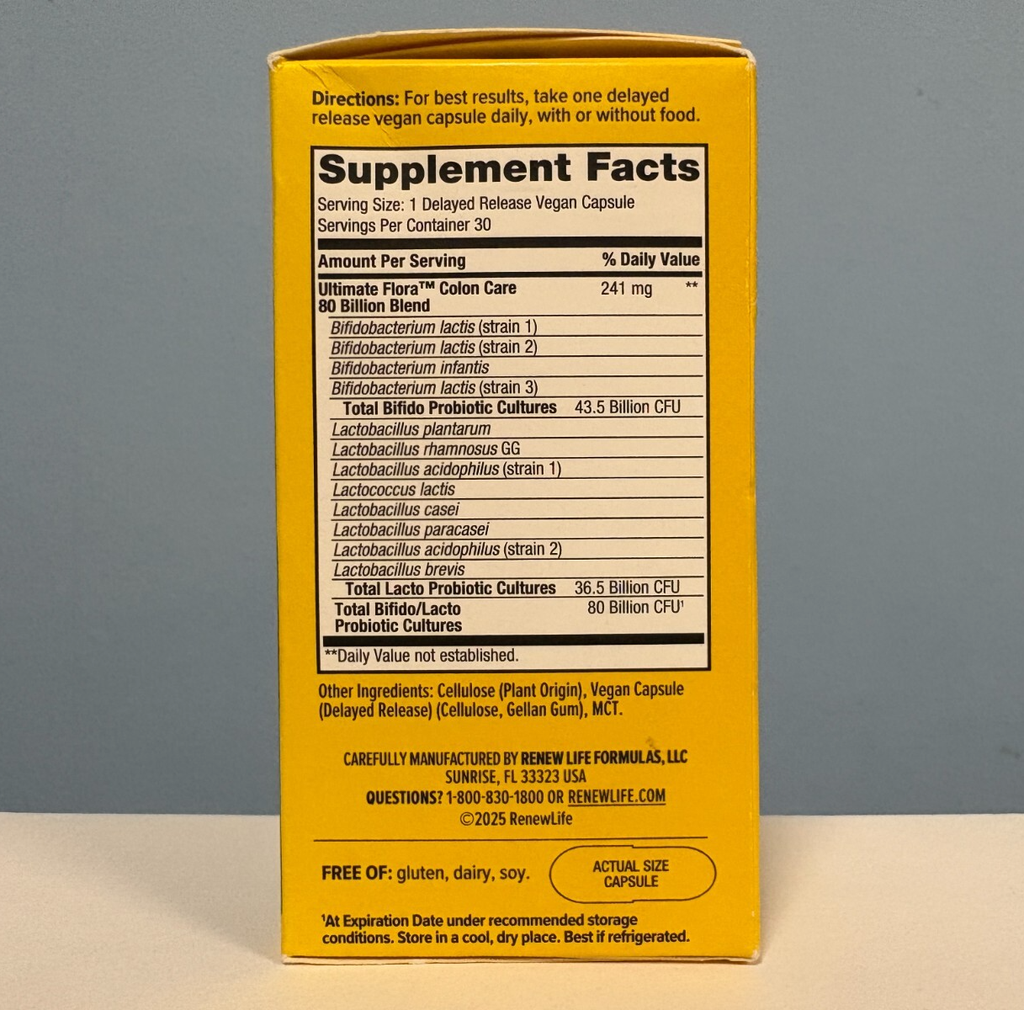 Directions: For best results, take one delayed
release vegan capsule daily, with or without food.
Supplement Facts
Serving Size: 1 Delayed Release Vegan Capsule
Servings Per Container 30
Amount Per Serving % Daily Value
Ultimate Flora™ Colon Care 241 mg **
80 Billion Blend
Bifidobacterium lactis (strain 1)
Bifidobacterium lactis (strain 2)
Bifidobacterium infantis
Bifidobacterium lactis (strain 3)
Total Bifido Probiotic Cultures 43.5 Billion CFU
Lactobacillus plantarum
Lactobacillus rhamnosus GG
Lactobacillus acidophilus (strain 1)
Lactococcus lactis
Lactobacillus casei
Lactobacillus paracasei
Lactobacillus acidophilus (strain 2)
Lactobacillus brevis
Total Lacto Probiotic Cultures 36.5 Billion CFU
Total Bifido/Lacto 80 Billion CFU¹
Probiotic Cultures
**Daily Value not established.
Other Ingredients: Cellulose (Plant Origin), Vegan Capsule
(Delayed Release) (Cellulose, Gellan Gum), MCT.
CAREFULLY MANUFACTURED BY RENEW LIFE FORMULAS, LLC
SUNRISE, FL 33323 USA
QUESTIONS? 1-800-830-1800 OR RENEWLIFE.COM
©2025 RenewLife
FREE OF: gluten, dairy, soy.
ACTUAL SIZE
CAPSULE
¹At Expiration Date under recommended storage
conditions. Store in a cool, dry place. Best if refrigerated.